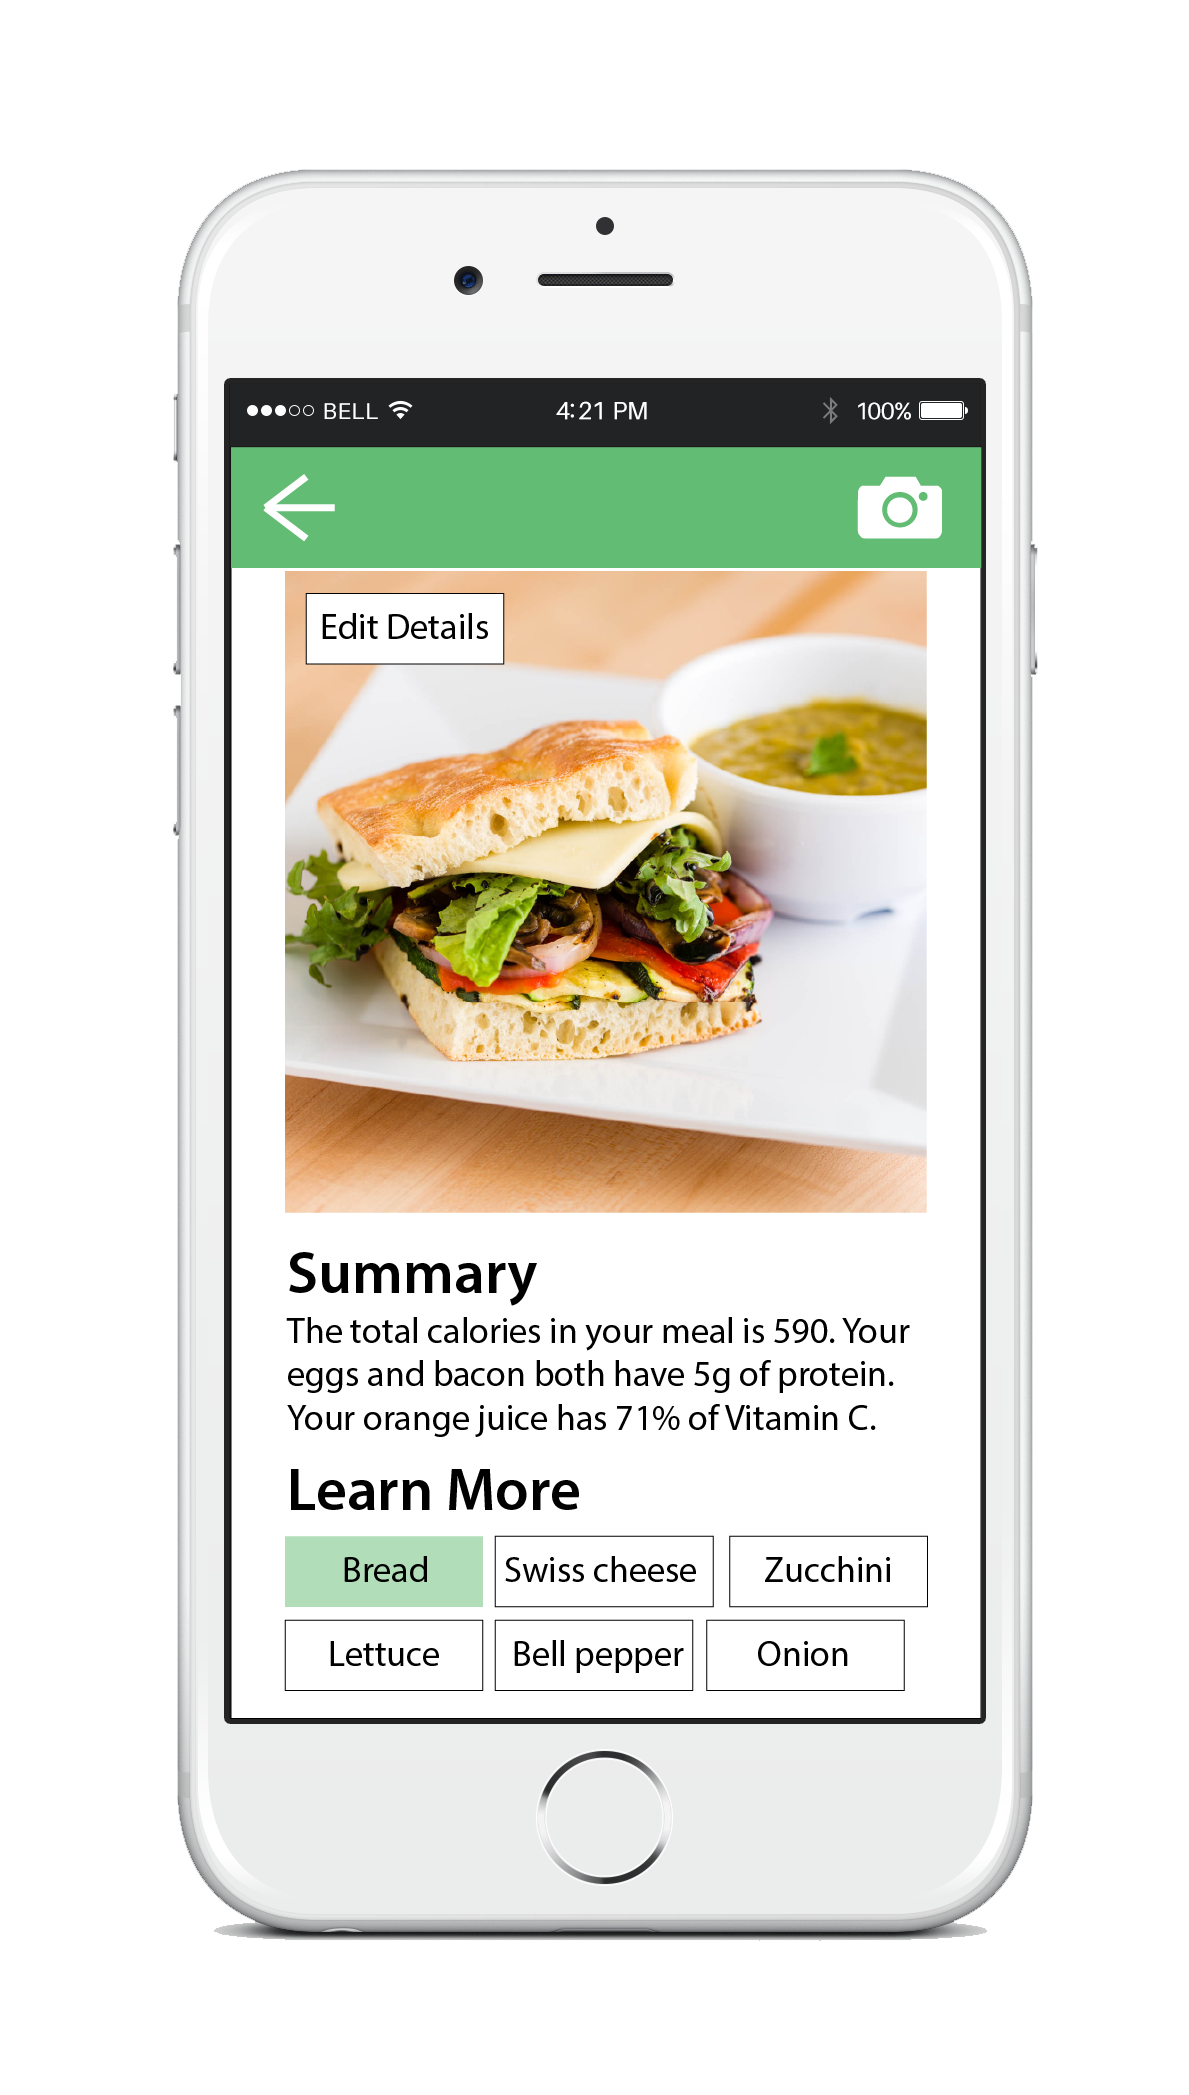 BELL 4:21 PM 100%
Edit Details
Summary
The total calories in your meal is 590. Your
eggs and bacon both have 5g of protein.
Your orange juice has 71% of Vitamin C.
Learn More
Bread Swiss cheese Zucchini
Lettuce Bell pepper Onion